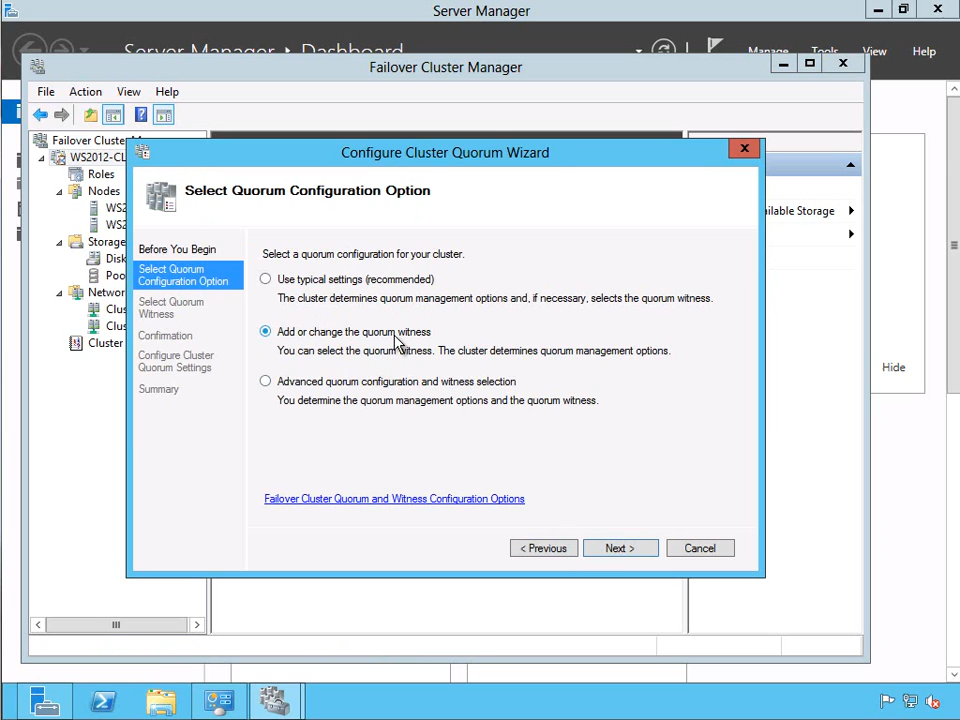 Server Manager
Server Manager › Dashboard
Manage Tools View Help
Failover Cluster Manager
File Action View Help
Failover Cluster
WS2012-CL
Roles
Nodes
WS2
WS2
Storage
Disk
Poo
Networ
Clus
Clus
Cluster
Configure Cluster Quorum Wizard
Select Quorum Configuration Option
Before You Begin
Select Quorum
Configuration Option
Select Quorum
Witness
Confirmation
Configure Cluster
Quorum Settings
Summary
Select a quorum configuration for your cluster.
Use typical settings (recommended)
The cluster determines quorum management options and, if necessary, selects the quorum witness.
Add or change the quorum witness
You can select the quorum witness. The cluster determines quorum management options.
Advanced quorum configuration and witness selection
You determine the quorum management options and the quorum witness.
Failover Cluster Quorum and Witness Configuration Options
< Previous
Next >
Cancel
ailable Storage
Hide